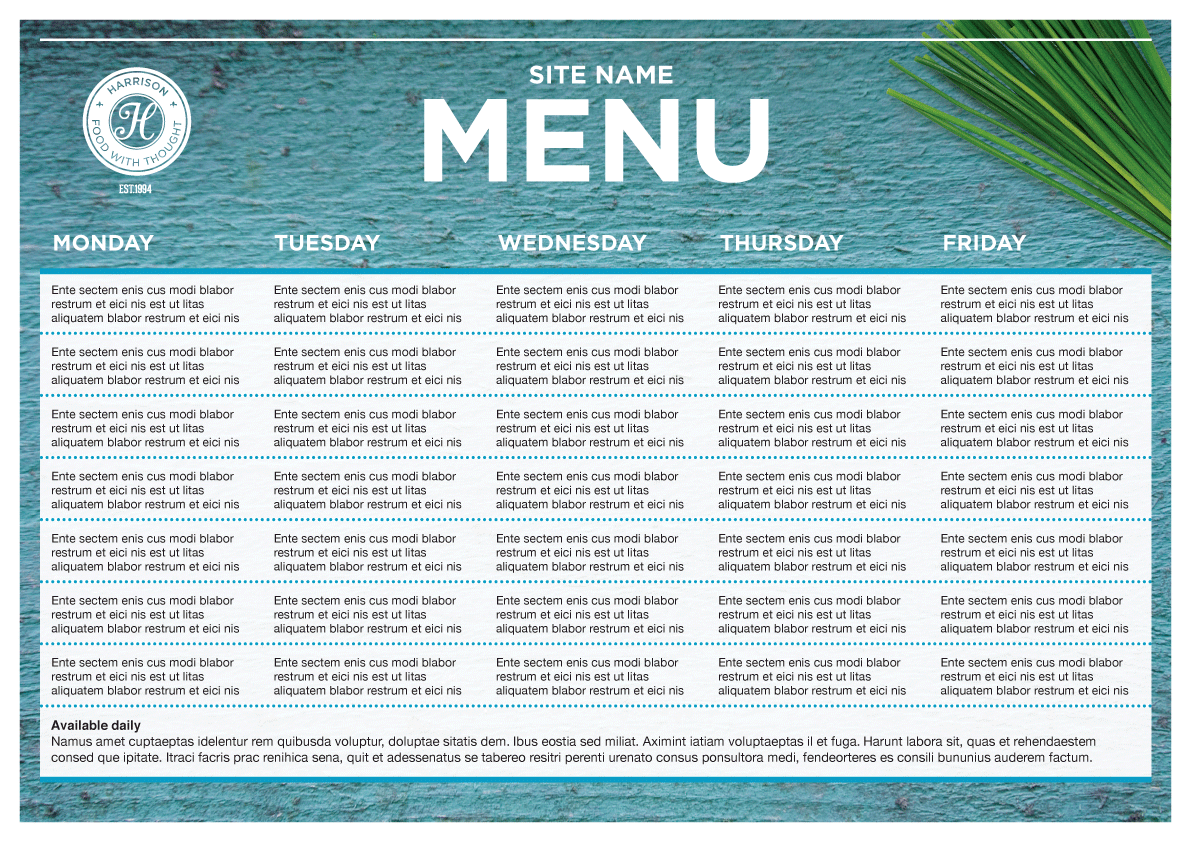 HARRISON
H
FOOD WITH THOUGHT
EST.1994
SITE NAME
MENU
MONDAY TUESDAY WEDNESDAY THURSDAY FRIDAY
Ente sectem enis cus modi blabor Ente sectem enis cus modi blabor Ente sectem enis cus modi blabor Ente sectem enis cus modi blabor Ente sectem enis cus modi blabor
restrum et eici nis est ut litas restrum et eici nis est ut litas restrum et eici nis est ut litas restrum et eici nis est ut litas restrum et eici nis est ut litas
aliquatem blabor restrum et eici nis aliquatem blabor restrum et eici nis aliquatem blabor restrum et eici nis aliquatem blabor restrum et eici nis aliquatem blabor restrum et eici nis
Ente sectem enis cus modi blabor Ente sectem enis cus modi blabor Ente sectem enis cus modi blabor Ente sectem enis cus modi blabor Ente sectem enis cus modi blabor
restrum et eici nis est ut litas restrum et eici nis est ut litas restrum et eici nis est ut litas restrum et eici nis est ut litas restrum et eici nis est ut litas
aliquatem blabor restrum et eici nis aliquatem blabor restrum et eici nis aliquatem blabor restrum et eici nis aliquatem blabor restrum et eici nis aliquatem blabor restrum et eici nis
Ente sectem enis cus modi blabor Ente sectem enis cus modi blabor Ente sectem enis cus modi blabor Ente sectem enis cus modi blabor Ente sectem enis cus modi blabor
restrum et eici nis est ut litas restrum et eici nis est ut litas restrum et eici nis est ut litas restrum et eici nis est ut litas restrum et eici nis est ut litas
aliquatem blabor restrum et eici nis aliquatem blabor restrum et eici nis aliquatem blabor restrum et eici nis aliquatem blabor restrum et eici nis aliquatem blabor restrum et eici nis
Ente sectem enis cus modi blabor Ente sectem enis cus modi blabor Ente sectem enis cus modi blabor Ente sectem enis cus modi blabor Ente sectem enis cus modi blabor
restrum et eici nis est ut litas restrum et eici nis est ut litas restrum et eici nis est ut litas restrum et eici nis est ut litas restrum et eici nis est ut litas
aliquatem blabor restrum et eici nis aliquatem blabor restrum et eici nis aliquatem blabor restrum et eici nis aliquatem blabor restrum et eici nis aliquatem blabor restrum et eici nis
Ente sectem enis cus modi blabor Ente sectem enis cus modi blabor Ente sectem enis cus modi blabor Ente sectem enis cus modi blabor Ente sectem enis cus modi blabor
restrum et eici nis est ut litas restrum et eici nis est ut litas restrum et eici nis est ut litas restrum et eici nis est ut litas restrum et eici nis est ut litas
aliquatem blabor restrum et eici nis aliquatem blabor restrum et eici nis aliquatem blabor restrum et eici nis aliquatem blabor restrum et eici nis aliquatem blabor restrum et eici nis
Ente sectem enis cus modi blabor Ente sectem enis cus modi blabor Ente sectem enis cus modi blabor Ente sectem enis cus modi blabor Ente sectem enis cus modi blabor
restrum et eici nis est ut litas restrum et eici nis est ut litas restrum et eici nis est ut litas restrum et eici nis est ut litas restrum et eici nis est ut litas
aliquatem blabor restrum et eici nis aliquatem blabor restrum et eici nis aliquatem blabor restrum et eici nis aliquatem blabor restrum et eici nis aliquatem blabor restrum et eici nis
Ente sectem enis cus modi blabor Ente sectem enis cus modi blabor Ente sectem enis cus modi blabor Ente sectem enis cus modi blabor Ente sectem enis cus modi blabor
restrum et eici nis est ut litas restrum et eici nis est ut litas restrum et eici nis est ut litas restrum et eici nis est ut litas restrum et eici nis est ut litas
aliquatem blabor restrum et eici nis aliquatem blabor restrum et eici nis aliquatem blabor restrum et eici nis aliquatem blabor restrum et eici nis aliquatem blabor restrum et eici nis
Available daily
Namus amet cuptaeptas idelentur rem quibusda voluptur, doluptae sitatis dem. Ibus eostia sed miliat. Aximint iatiam voluptaeptas il et fuga. Harunt labora sit, quas et rehendaestem
consed que ipitate. Itraci facris prac renihica sena, quit et adessenatus se tabereo resitri perenti urenato consus ponsultora medi, fendeorteres es consili bununius auderem factum.